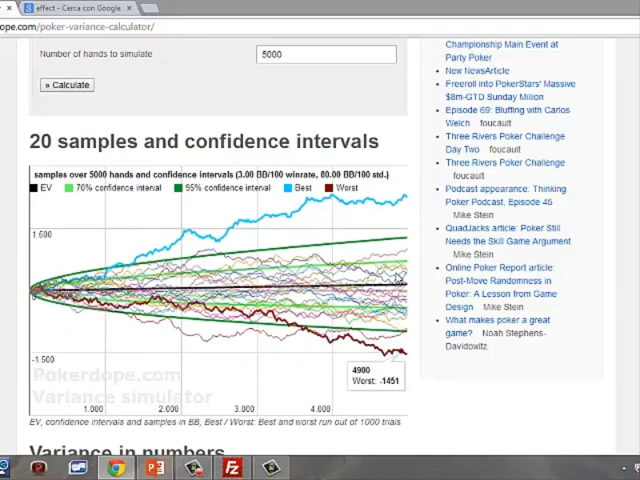 effect - Cerca con Google
ope.com/poker-variance-calculator/
Number of hands to simulate
5000
» Calculate
20 samples and confidence intervals
samples over 5000 hands and confidence intervals (3.00 BB/100 winrate, 80.00 BB/100 std.)
EV 70% confidence interval 95% confidence interval Best Worst
-1.500
4900
Worst: -1451
Pokerdope.com
Variance simulator
1.000 2.000 3.000 4.000
EV, confidence intervals and samples in BB, Best / Worst: Best and worst run out of 1000 trials
Variance in numbers
Championship Main Event at
Party Poker
New NewsArticle
Freeroll into PokerStars' Massive
$8m-GTD Sunday Million
Episode 69: Bluffing with Carlos
Welch foucault
Three Rivers Poker Challenge
Day Two foucault
Three Rivers Poker Challenge
foucault
Podcast appearance: Thinking
Poker Podcast, Episode 45
Mike Stein
QuadJacks article: Poker Still
Needs the Skill Game Argument
Mike Stein
Online Poker Report article:
Post-Move Randomness in
Poker: A Lesson from Game
Design Mike Stein
What makes poker a great
game? Noah Stephens-
Davidowitz